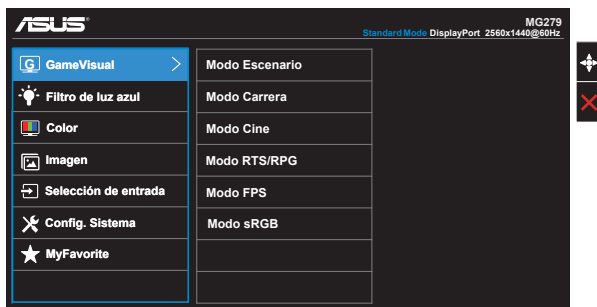 ASUS
MG279
Standard Mode DisplayPort 2560x1440@60Hz
G GameVisual
Filtro de luz azul
Color
Imagen
Selección de entrada
Config. Sistema
MyFavorite
Modo Escenario
Modo Carrera
Modo Cine
Modo RTS/RPG
Modo FPS
Modo sRGB